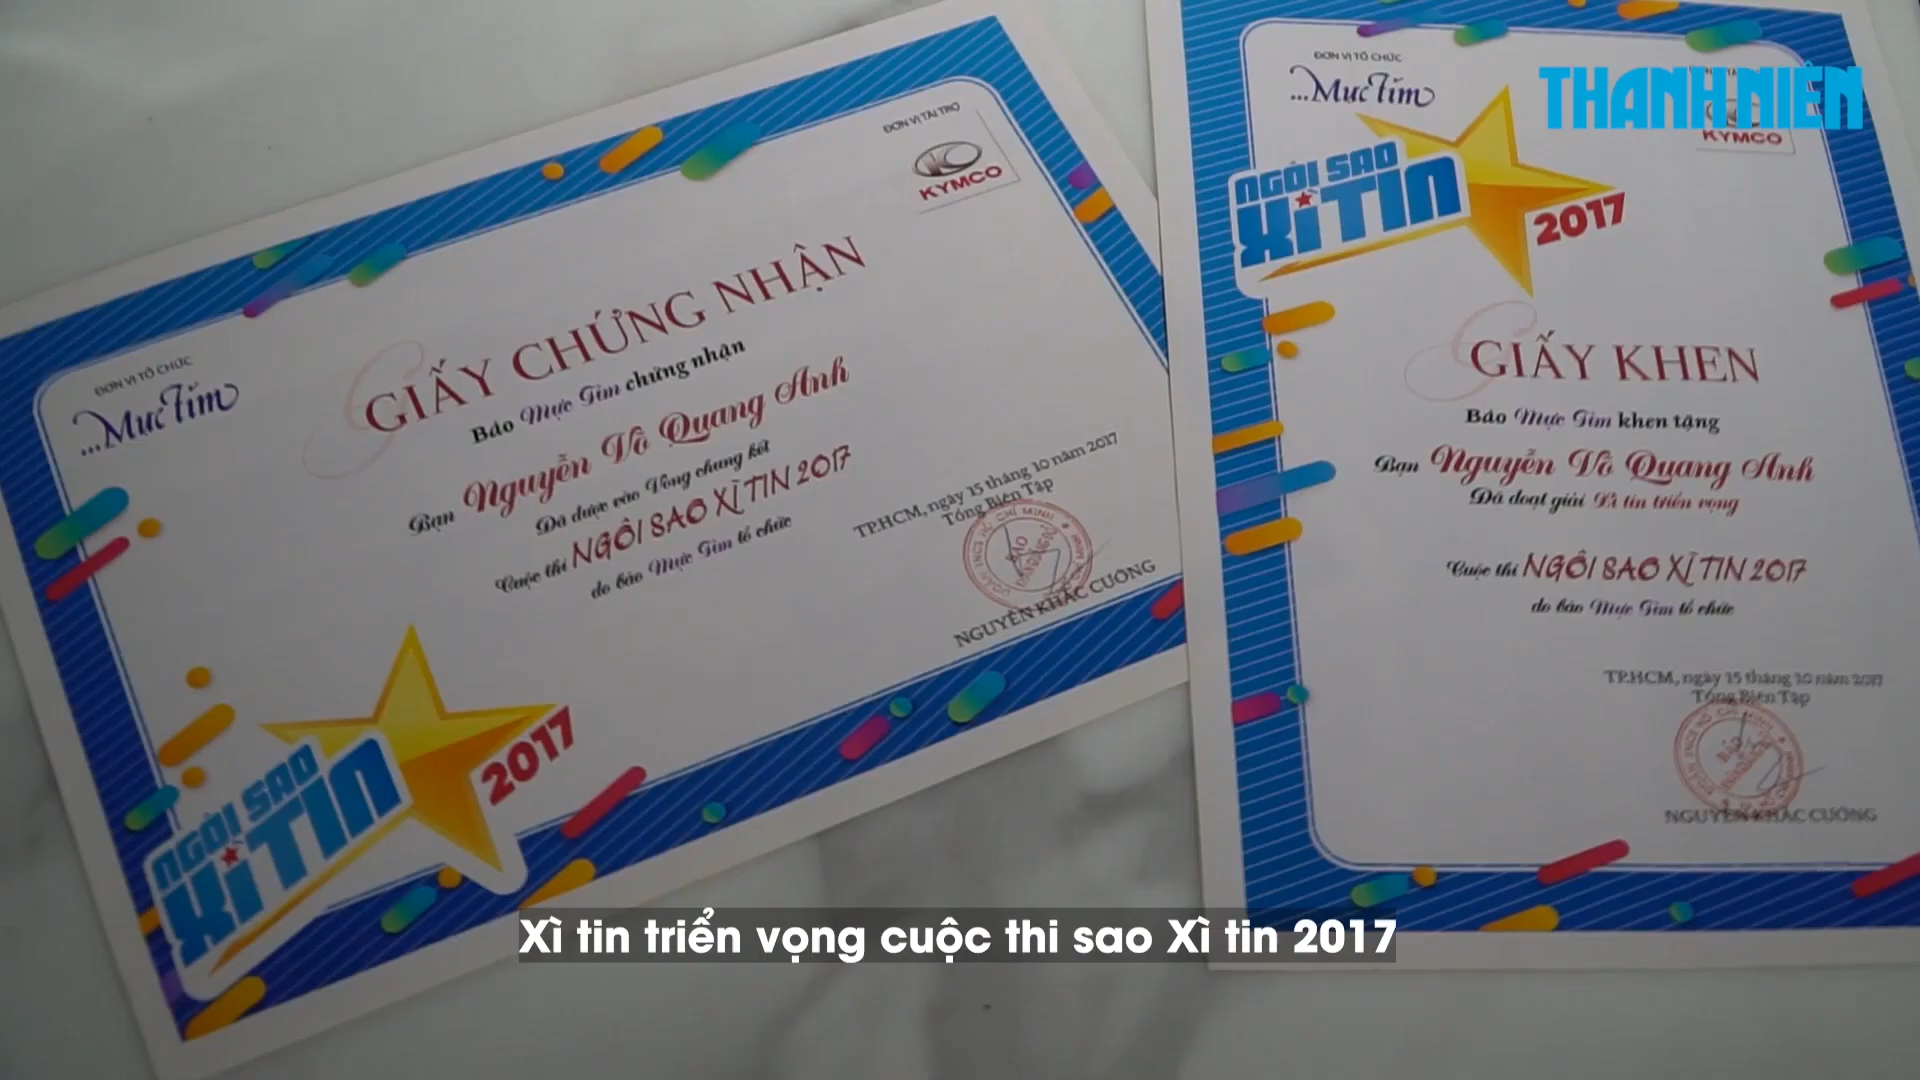 ĐƠN VỊ TỔ CHỨC
...Mực Tím
ĐƠN VỊ TÀI TRỢ
KYMCO
GIẤY CHỨNG NHẬN
Báo Mực Tím chứng nhận
Bạn Nguyễn Võ Quang Anh
Đã được vào Vòng chung kết
Cuộc thi NGÔI SAO XÌ TIN 2017
do báo Mực Tím tổ chức
TP.HCM, ngày 15 tháng 10 năm 2017
Tổng Biên Tập
NGUYỄN KHẮC CƯỜNG
NGÔI SAO
XÌ TIN
2017
ĐƠN VỊ TỔ CHỨC
...Mực Tím
THANH NIÊN
KYMCO
NGÔI SAO
XÌ TIN
2017
GIẤY KHEN
Báo Mực Tím khen tặng
Bạn Nguyễn Võ Quang Anh
Đã đoạt giải Xì tin triển vọng
Cuộc thi NGÔI SAO XÌ TIN 2017
do báo Mực Tím tổ chức
TP.HCM, ngày 15 tháng 10 năm 2017
Tổng Biên Tập
NGUYỄN KHẮC CƯỜNG
Xì tin triển vọng cuộc thi sao Xì tin 2017